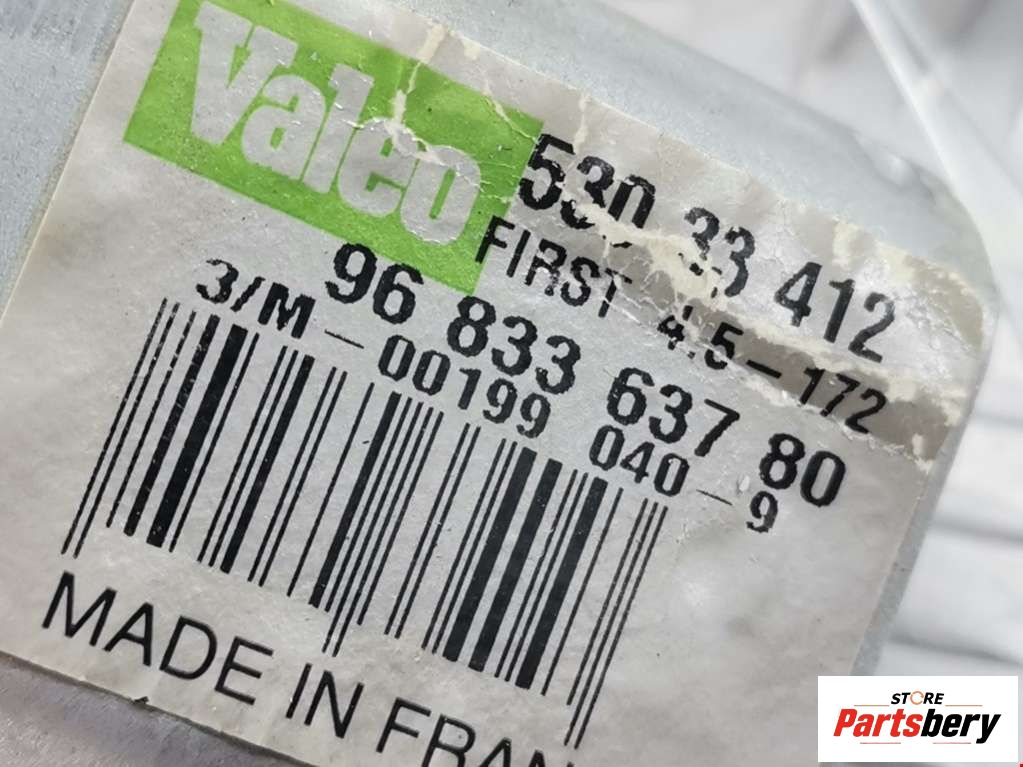 Valeo
530 33 412
FIRST 4.5-172
96 833 637 80
3/M-00199 040-9
MADE IN FRAN
STORE
Partsbery